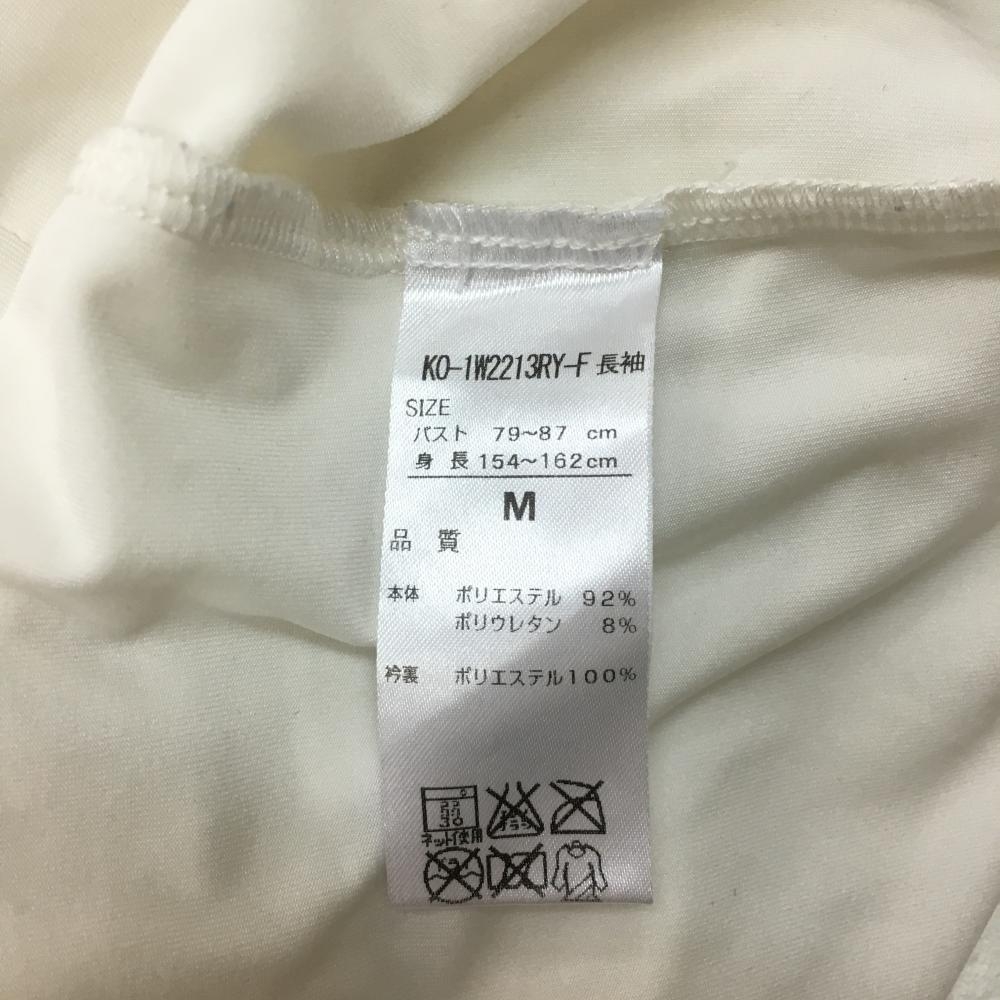 KO-1W2213RY-F 長袖
SIZE
バスト 79~87 cm
身 長 154~162cm
M
品 質
本体 ポリエステル 92%
ポリウレタン 8%
衿裏 ポリエステル100%
ネット使用